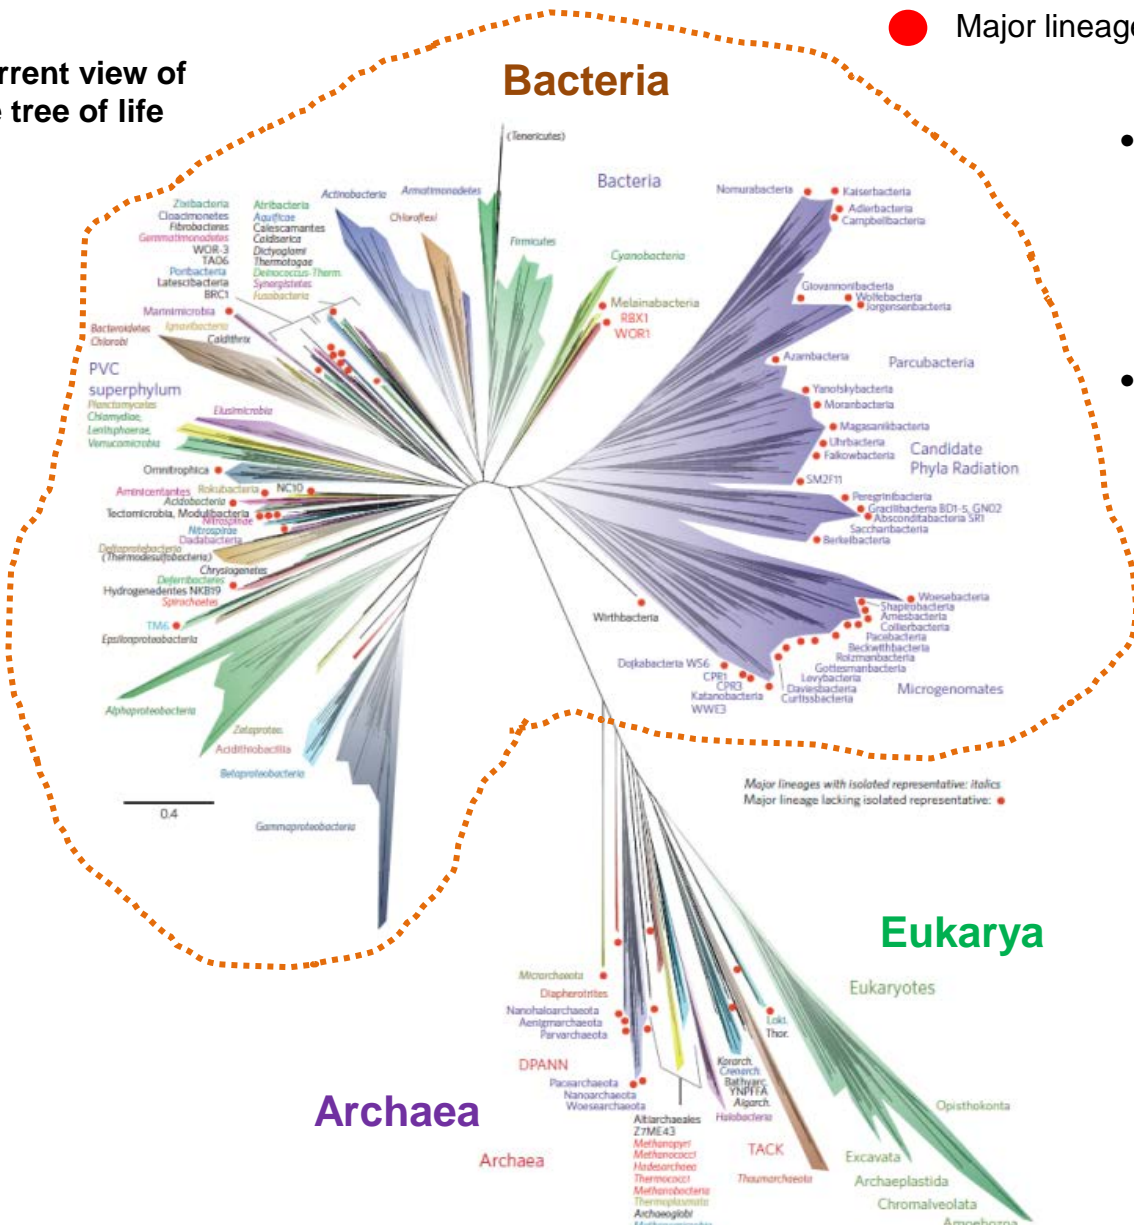 Major lineage
rrent view of
e tree of life
Bacteria
(Tenericutes)
Bacteria
Actinobacteria
Armatimonadetes
Nomurabacteria
Kaiserbacteria
Adlerbacteria
Campbellbacteria
Zixibacteria
Cloacimonetes
Fibrobacteres
Gemmatimonadetes
WOR-3
TA06
Poribacteria
Latescibacteria
BRC1
Atribacteria
Aquificae
Calescamantes
Caldiserica
Dictyoglomi
Thermotogae
Deinococcus-Therm.
Synergistetes
Fusobacteria
Chloroflexi
Firmicutes
Cyanobacteria
Melainabacteria
RBX1
WOR1
Giovannonibacteria
Wolfebacteria
Jorgensenbacteria
Marinimicrobia
Bacteroidetes
Chlorobi
Ignavibacteria
Caldithrix
Azambacteria
Parcubacteria
PVC
superphylum
Planctomycetes
Chlamydiae,
Lentisphaerae,
Verrucomicrobia
Elusimicrobia
Yanofskybacteria
Moranbacteria
Magasanikbacteria
Uhrbacteria
Falkowbacteria
Candidate
Phyla Radiation
SM2F11
Omnitrophica
Aminicentantes
Rokubacteria
NC10
Acidobacteria
Tectomicrobia, Modulibacteria
Nitrospinae
Nitrospirae
Dadabacteria
Deltaprotebacteria
(Thermodesulfobacteria)
Chrysiogenetes
Deferribacteres
Hydrogenedentes NKB19
Spirochaetes
TM6
Epsilonproteobacteria
Peregrinibacteria
Gracilibacteria BD1-5, GN02
Absconditabacteria SR1
Saccharibacteria
Berkelbacteria
Woesebacteria
Shapirobacteria
Amesbacteria
Collierbacteria
Pacebacteria
Beckwithbacteria
Roizmanbacteria
Gottesmanbacteria
Levybacteria
Daviesbacteria
Curtissbacteria
Microgenomates
Wirthbacteria
Dojkabacteria WS6
CPR1
CPR3
Katanobacteria
WWE3
Alphaproteobacteria
Zetaproteo.
Acidithiobacillia
Betaproteobacteria
Gammaproteobacteria
0.4
Major lineages with isolated representative: italics
Major lineage lacking isolated representative:
Eukarya
Eukaryotes
Micrarchaeota
Diapherotrites
Nanohaloarchaeota
Aenigmarchaeota
Parvarchaeota
DPANN
Pacearchaeota
Nanoarchaeota
Woesearchaeota
Loki.
Thor.
Korarch.
Crenarch.
Bathyarc.
YNPFFA
Aigarch.
Halobacteria
Archaea
Archaea
Altiarchaeales
Z7ME43
Methanopyri
Methanococci
Hadesarchaea
Thermococci
Methanobacteria
Thermoplasmata
Archaeoglobi
TACK
Thaumarchaeota
Opisthokonta
Excavata
Archaeplastida
Chromalveolata
Amoebozoa